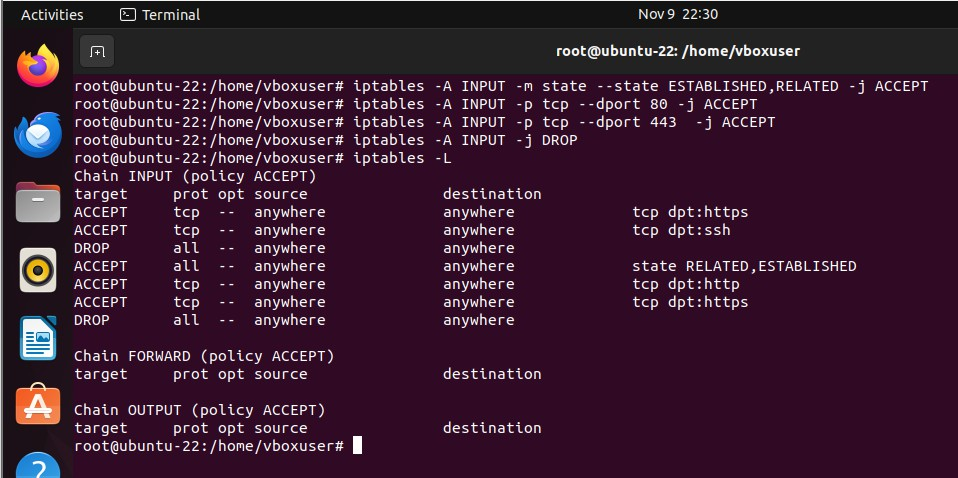 Activities Terminal Nov 9 22:30
root@ubuntu-22: /home/vboxuser
root@ubuntu-22:/home/vboxuser# iptables -A INPUT -m state --state ESTABLISHED,RELATED -j ACCEPT
root@ubuntu-22:/home/vboxuser# iptables -A INPUT -p tcp --dport 80 -j ACCEPT
root@ubuntu-22:/home/vboxuser# iptables -A INPUT -p tcp --dport 443  -j ACCEPT
root@ubuntu-22:/home/vboxuser# iptables -A INPUT -j DROP
root@ubuntu-22:/home/vboxuser# iptables -L
Chain INPUT (policy ACCEPT)
target     prot opt source               destination
ACCEPT     tcp  --  anywhere             anywhere             tcp dpt:https
ACCEPT     tcp  --  anywhere             anywhere             tcp dpt:ssh
DROP       all  --  anywhere             anywhere
ACCEPT     all  --  anywhere             anywhere             state RELATED,ESTABLISHED
ACCEPT     tcp  --  anywhere             anywhere             tcp dpt:http
ACCEPT     tcp  --  anywhere             anywhere             tcp dpt:https
DROP       all  --  anywhere             anywhere
Chain FORWARD (policy ACCEPT)
target     prot opt source               destination
Chain OUTPUT (policy ACCEPT)
target     prot opt source               destination
root@ubuntu-22:/home/vboxuser#